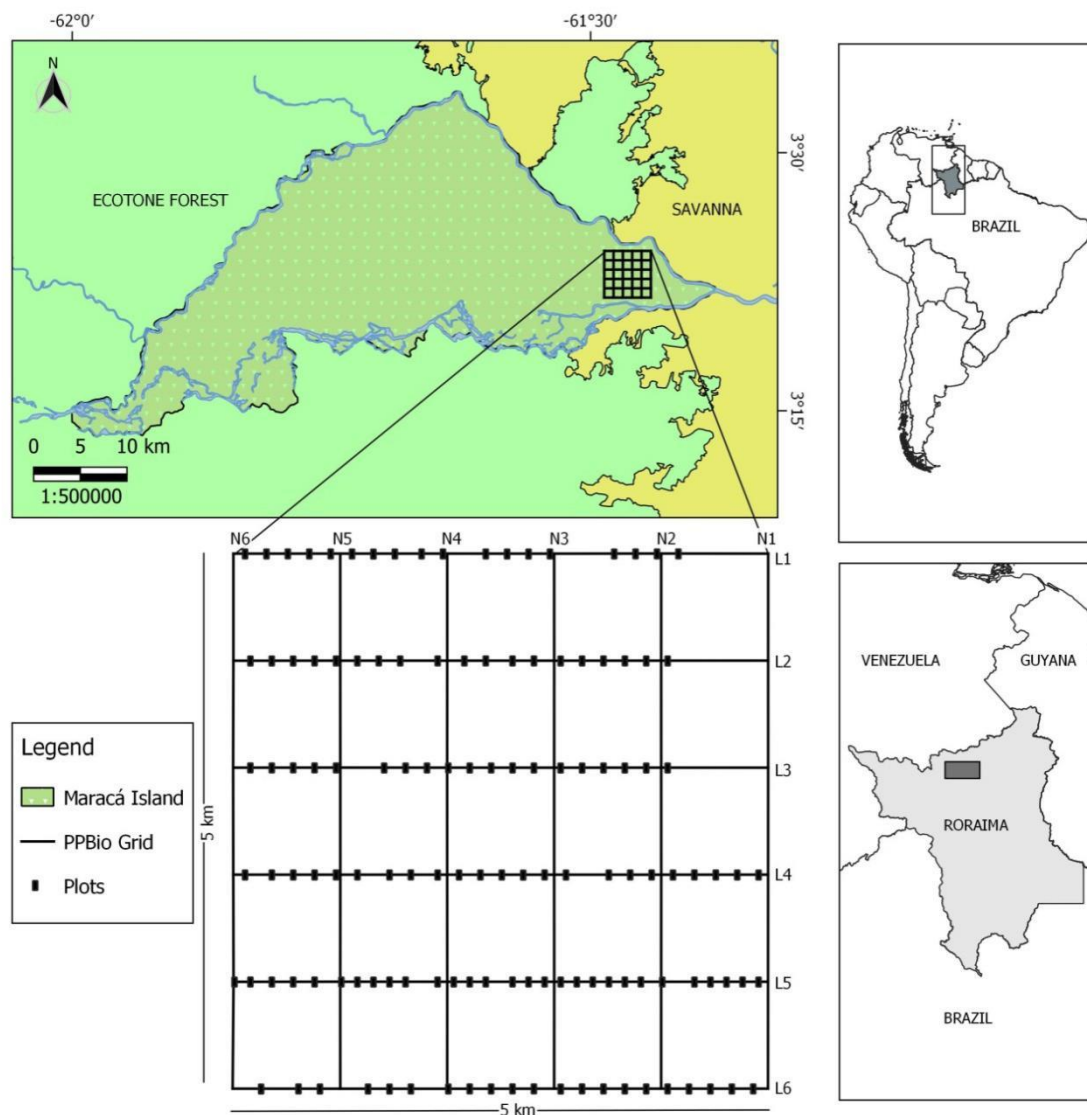 -62°0'
-61°30'
N
3°30'
ECOTONE FOREST
SAVANNA
BRAZIL
3°15'
0 5 10 km
1:500000
N6 N5 N4 N3 N2 N1
L1
L2
L3
L4
L5
L6
5 km
5 km
Legend
Maracá Island
PPBio Grid
Plots
VENEZUELA
GUYANA
RORAIMA
BRAZIL